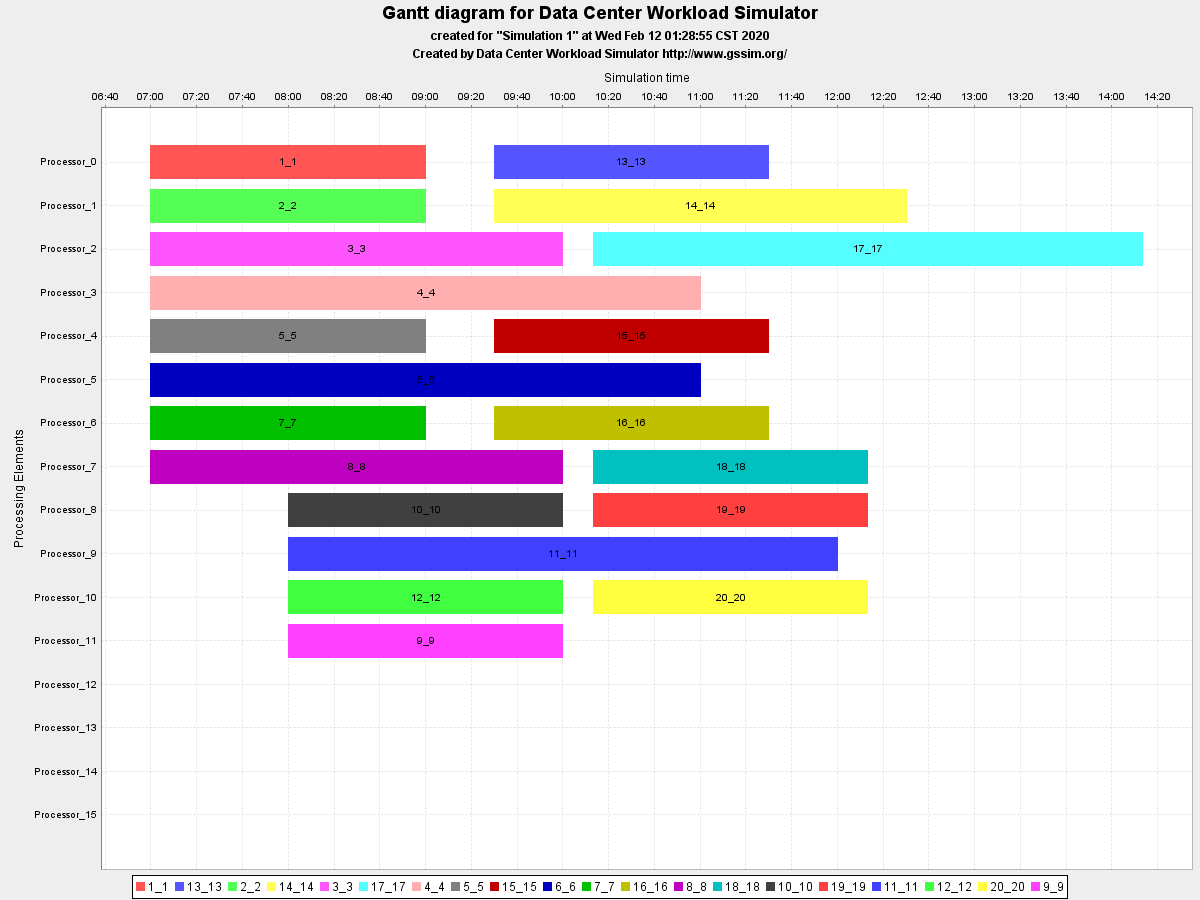 Gantt diagram for Data Center Workload Simulator
created for "Simulation 1" at Wed Feb 12 01:28:55 CST 2020
Created by Data Center Workload Simulator http://www.gssim.org/
Simulation time
06:40 07:00 07:20 07:40 08:00 08:20 08:40 09:00 09:20 09:40 10:00 10:20 10:40 11:00 11:20 11:40 12:00 12:20 12:40 13:00 13:20 13:40 14:00 14:20
Processor_0 1_1 13_13
Processor_1 2_2 14_14
Processor_2 3_3 17_17
Processor_3 4_4
Processor_4 5_5 15_15
Processor_5 6_6
Processor_6 7_7 16_16
Processor_7 8_8 18_18
Processor_8 10_10 19_19
Processor_9 11_11
Processor_10 12_12 20_20
Processor_11 9_9
Processor_12
Processor_13
Processor_14
Processor_15
Processing Elements
1_1 13_13 2_2 14_14 3_3 17_17 4_4 5_5 15_15 6_6 7_7 16_16 8_8 18_18 10_10 19_19 11_11 12_12 20_20 9_9